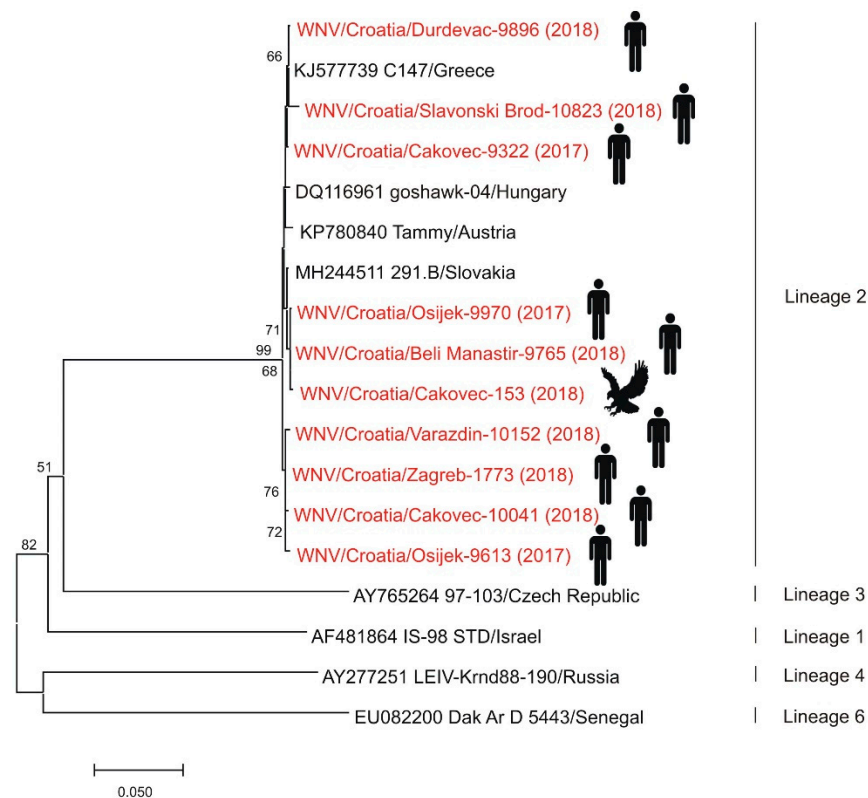 WNV/Croatia/Durdevac-9896 (2018)
66
KJ577739 C147/Greece
WNV/Croatia/Slavonski Brod-10823 (2018)
WNV/Croatia/Cakovec-9322 (2017)
DQ116961 goshawk-04/Hungary
KP780840 Tammy/Austria
MH244511 291.B/Slovakia
Lineage 2
WNV/Croatia/Osijek-9970 (2017)
71
99
WNV/Croatia/Beli Manastir-9765 (2018)
68
WNV/Croatia/Cakovec-153 (2018)
WNV/Croatia/Varazdin-10152 (2018)
51
WNV/Croatia/Zagreb-1773 (2018)
76
WNV/Croatia/Cakovec-10041 (2018)
72
82
WNV/Croatia/Osijek-9613 (2017)
AY765264 97-103/Czech Republic
Lineage 3
AF481864 IS-98 STD/Israel
Lineage 1
AY277251 LEIV-Krnd88-190/Russia
Lineage 4
EU082200 Dak Ar D 5443/Senegal
Lineage 6
0.050